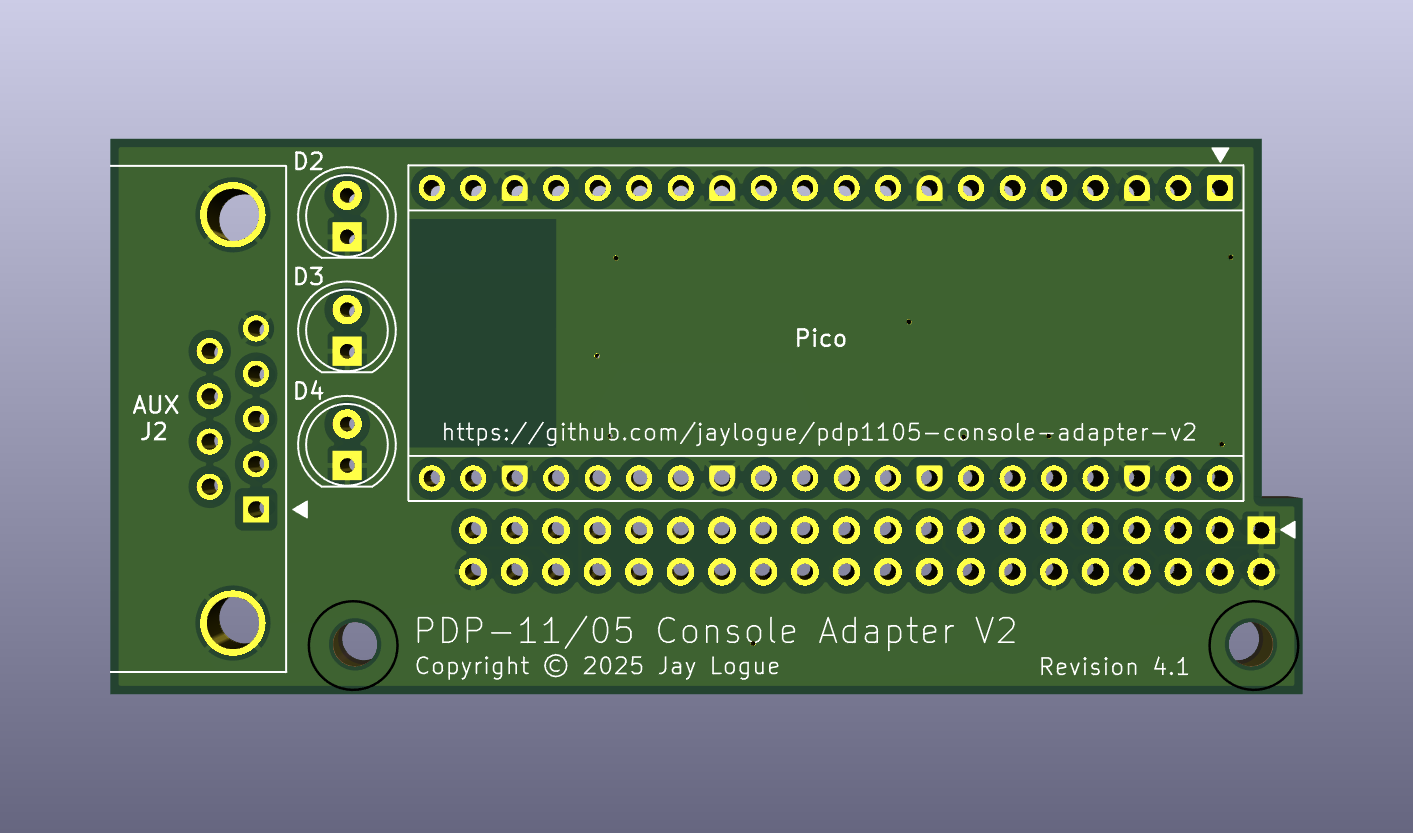 D2
D3
Pico
D4
AUX
J2
https://github.com/jaylogue/pdp1105-console-adapter-v2
PDP-11/05 Console Adapter V2
Copyright © 2025 Jay Logue
Revision 4.1